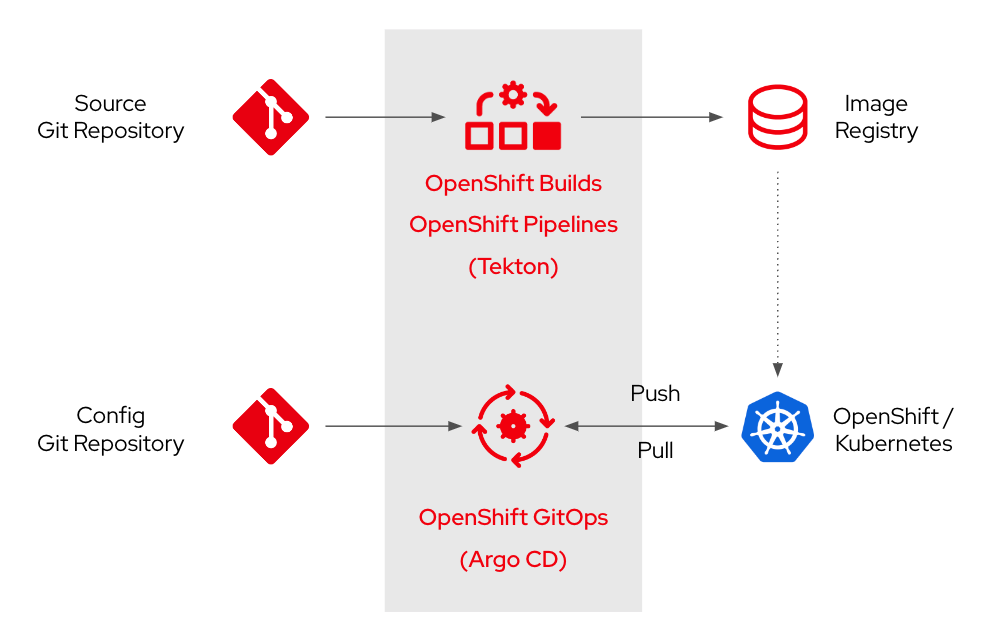 Source
Git Repository
OpenShift Builds
OpenShift Pipelines
(Tekton)
Image
Registry
Config
Git Repository
OpenShift GitOps
(Argo CD)
Push
Pull
OpenShift /
Kubernetes